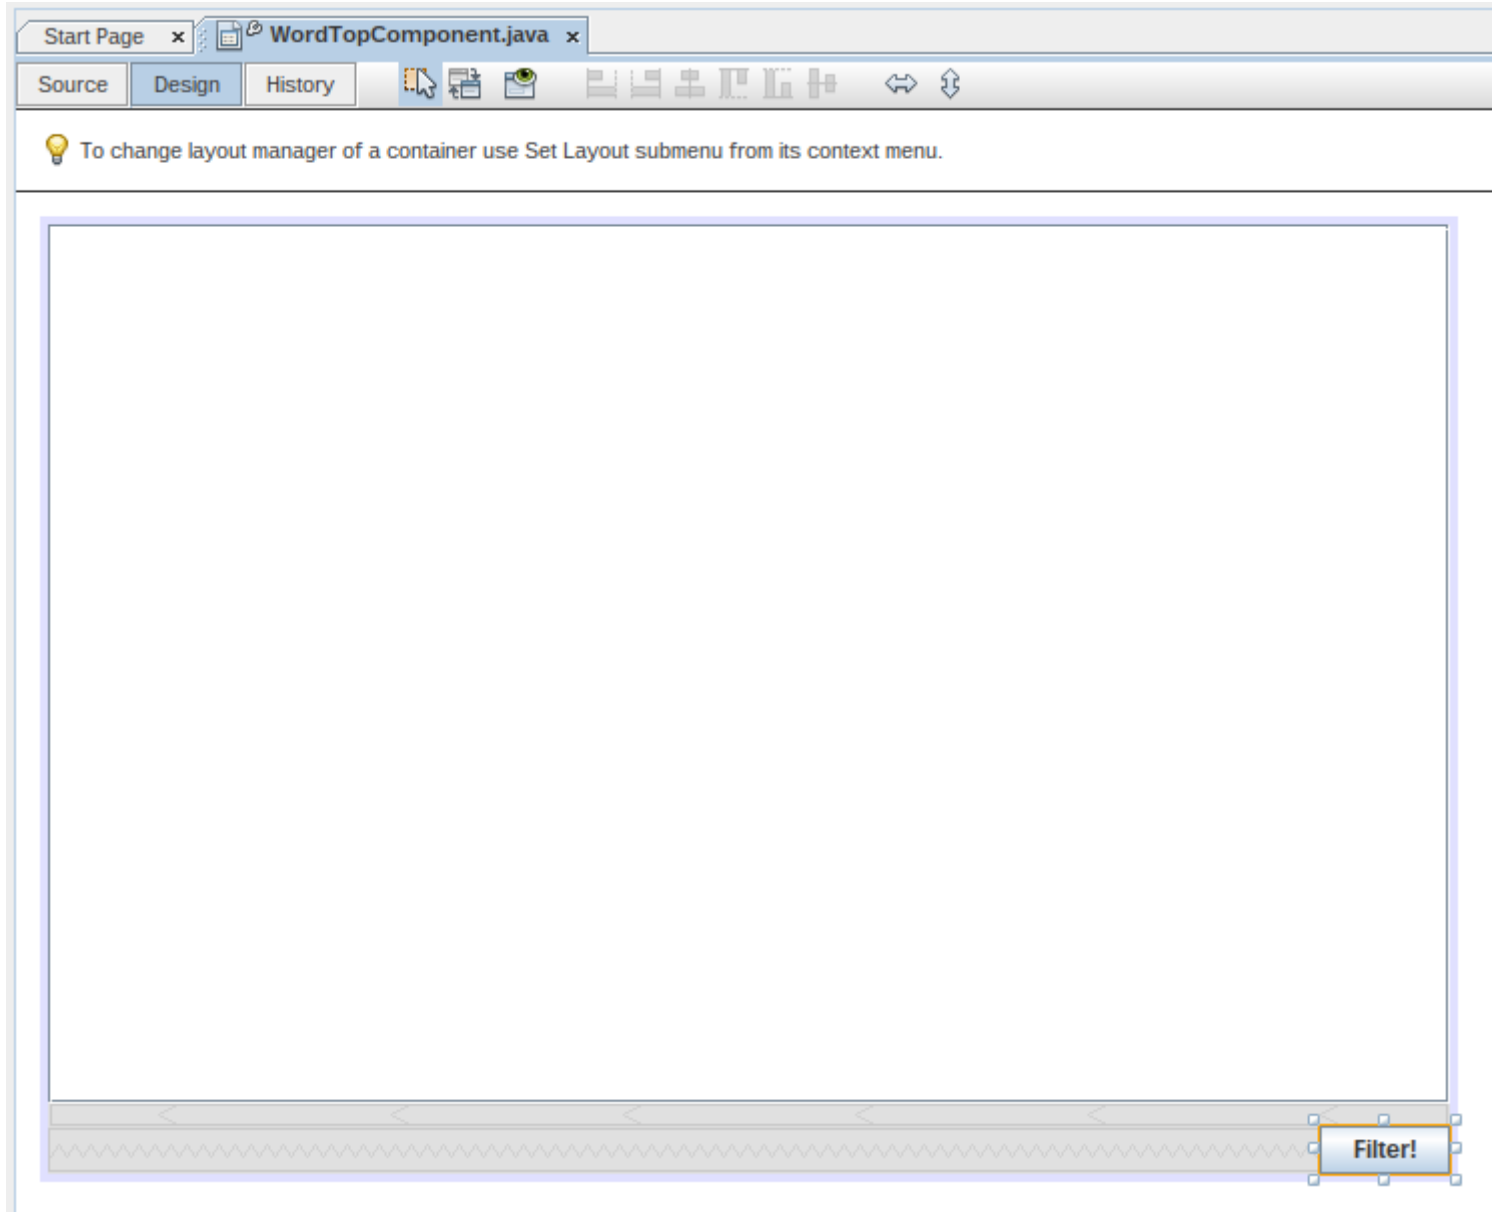 Start Page
WordTopComponent.java
Source Design History
To change layout manager of a container use Set Layout submenu from its context menu.
Filter!